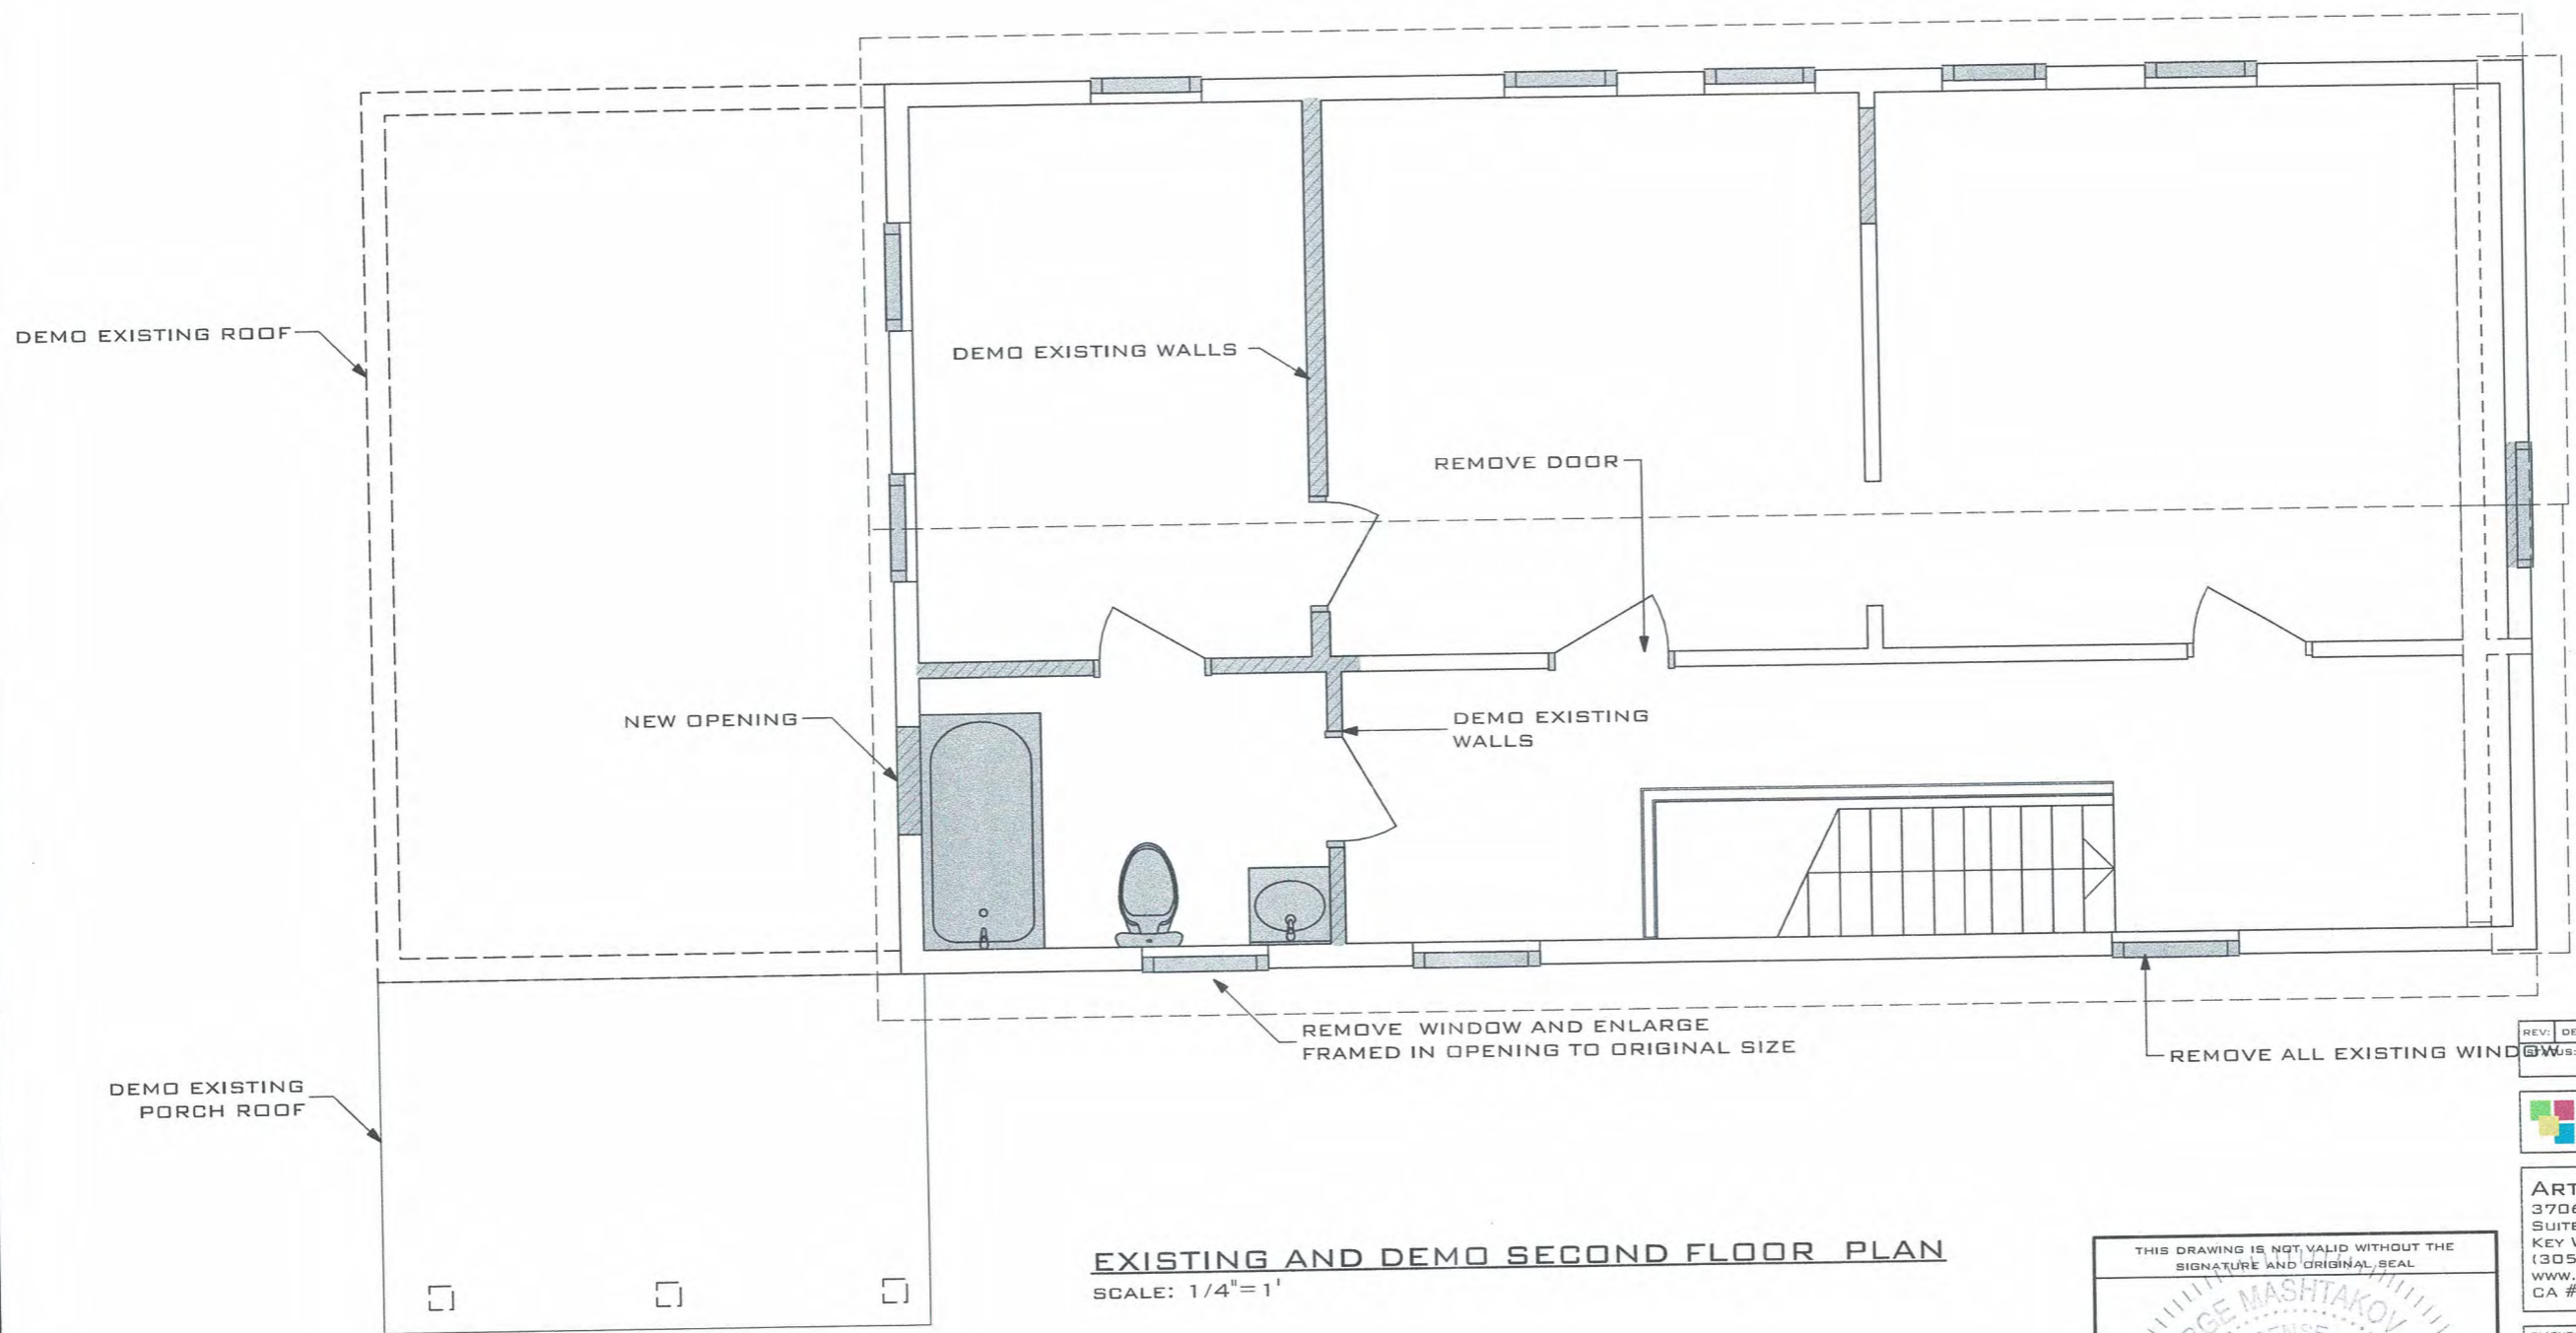 DEMO EXISTING ROOF
DEMO EXISTING WALLS
REMOVE DOOR
NEW OPENING
DEMO EXISTING
WALLS
REMOVE WINDOW AND ENLARGE
FRAMED IN OPENING TO ORIGINAL SIZE
REMOVE ALL EXISTING WINDOW
DEMO EXISTING
PORCH ROOF
EXISTING AND DEMO SECOND FLOOR PLAN
SCALE: 1/4"=1'
THIS DRAWING IS NOT VALID WITHOUT THE
SIGNATURE AND ORIGINAL SEAL
MASHTAKOV
REV:
ART
3706
SUITE
KEY
(305
WWW.
CA #